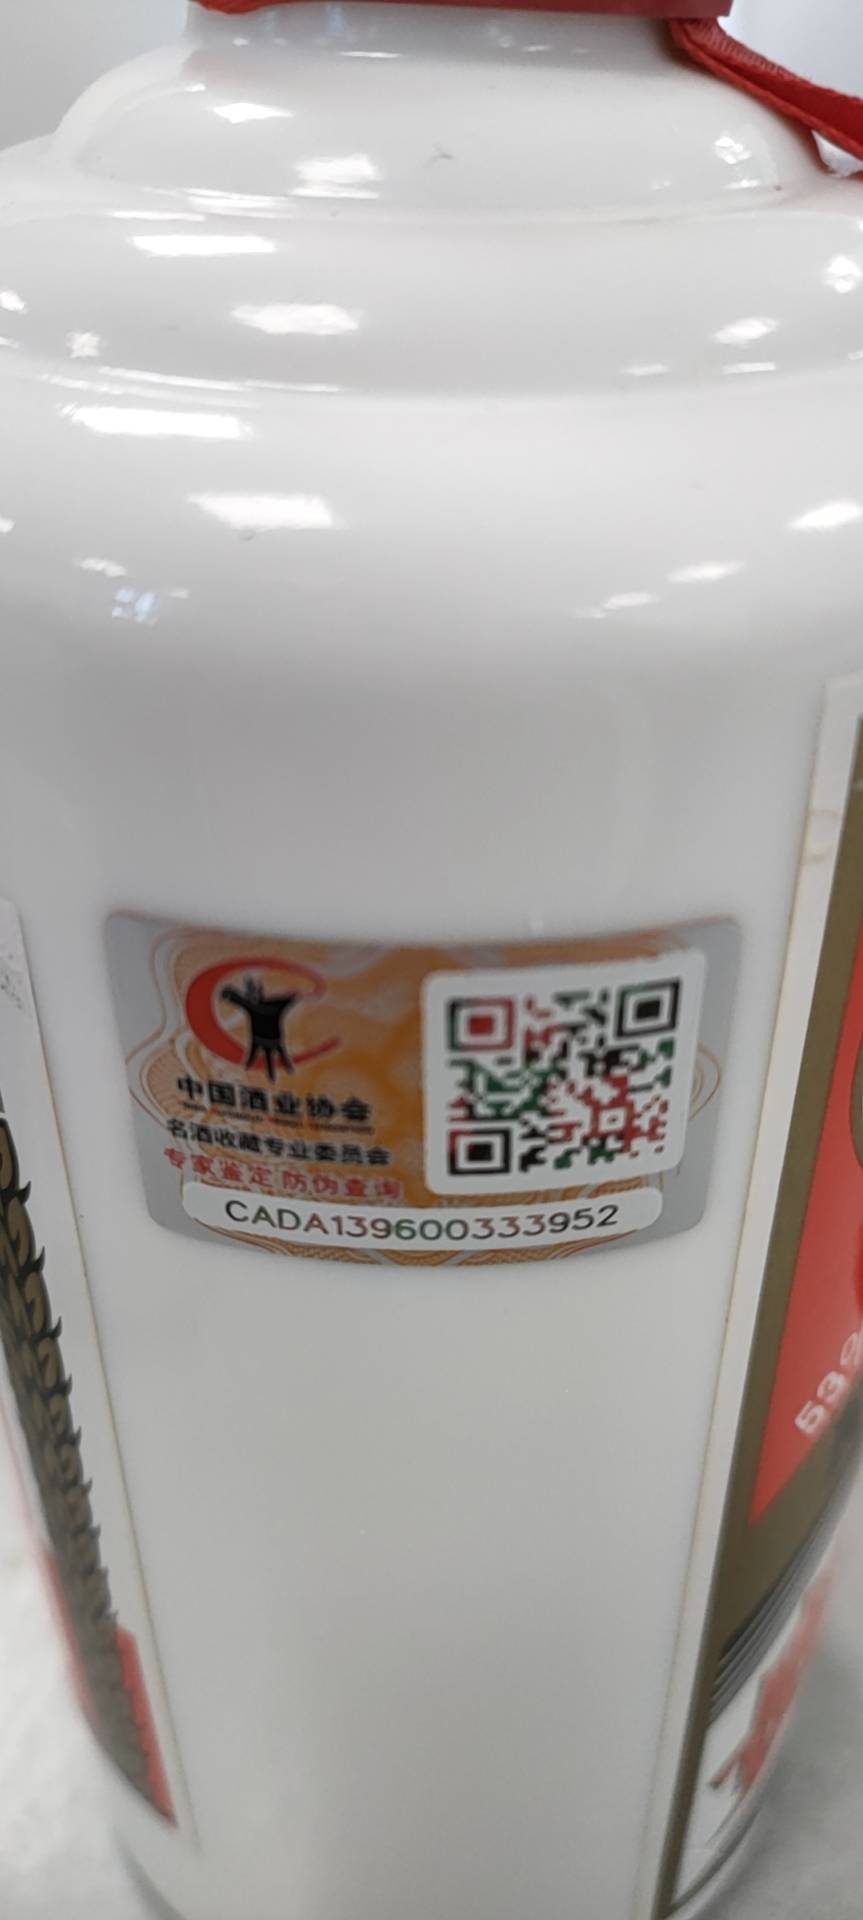 中国酒业协会
名酒收藏专业委员会
专家鉴定 防伪查询
CADA139600333952
53%